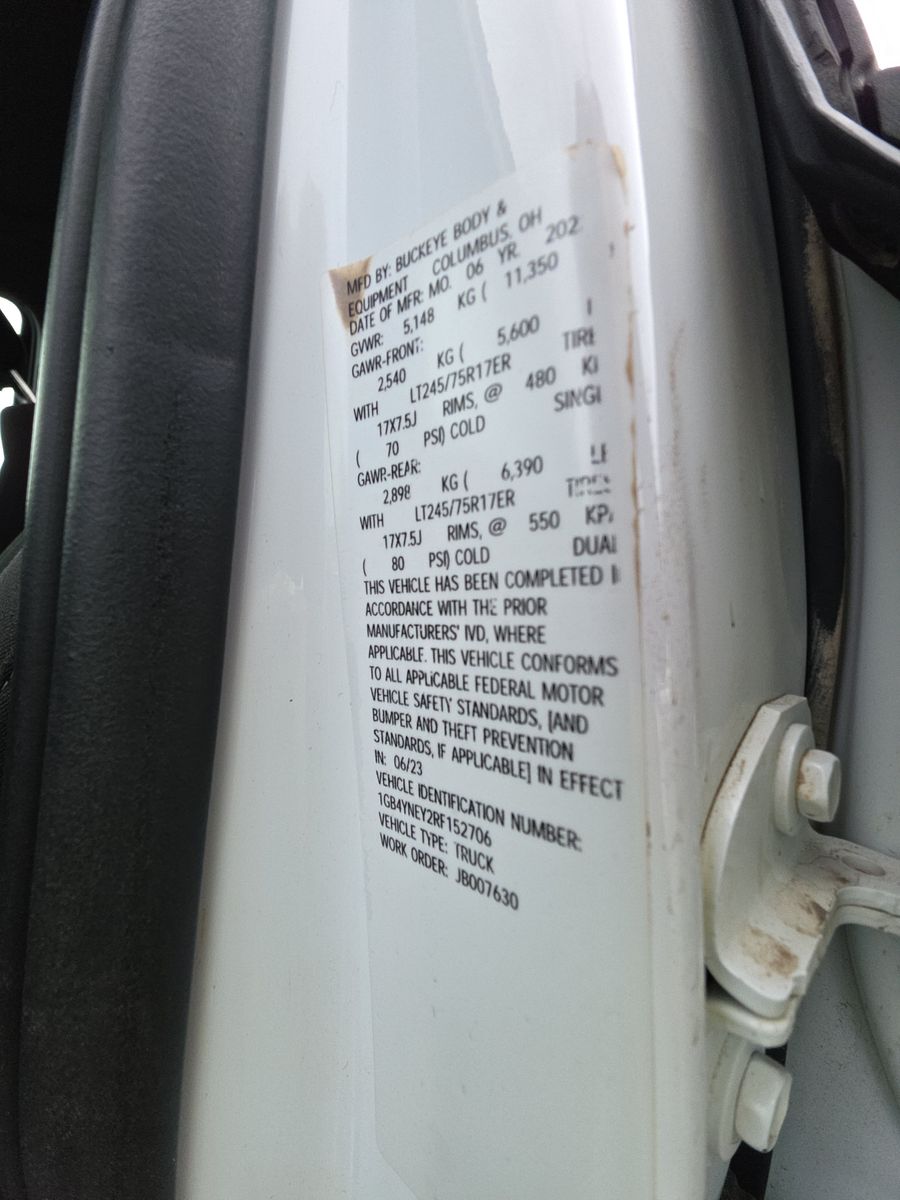 MFD BY: BUCKEYE BODY &
EQUIPMENT COLUMBUS, OH
DATE OF MFR: MO. 06 YR. 202
GVWR: 5,148 KG ( 11,350
GAWR-FRONT:
2,540 KG ( 5,600
WITH LT245/75R17ER TIRE
17X7.5J RIMS, @ 480
( 70 PSI) COLD SINGL
GAWR-REAR:
2,898 KG ( 6,390
WITH LT245/75R17ER TIRES
17X7.5J RIMS, @ 550 KPA
( 80 PSI) COLD DUAL
THIS VEHICLE HAS BEEN COMPLETED
ACCORDANCE WITH THE PRIOR
MANUFACTURERS' IVD, WHERE
APPLICABLE. THIS VEHICLE CONFORMS
TO ALL APPLICABLE FEDERAL MOTOR
VEHICLE SAFETY STANDARDS, [AND
BUMPER AND THEFT PREVENTION
STANDARDS, IF APPLICABLE] IN EFFECT
IN: 06/23
VEHICLE IDENTIFICATION NUMBER:
1GB4YNEY2RF152706
VEHICLE TYPE: TRUCK
WORK ORDER: JB007630